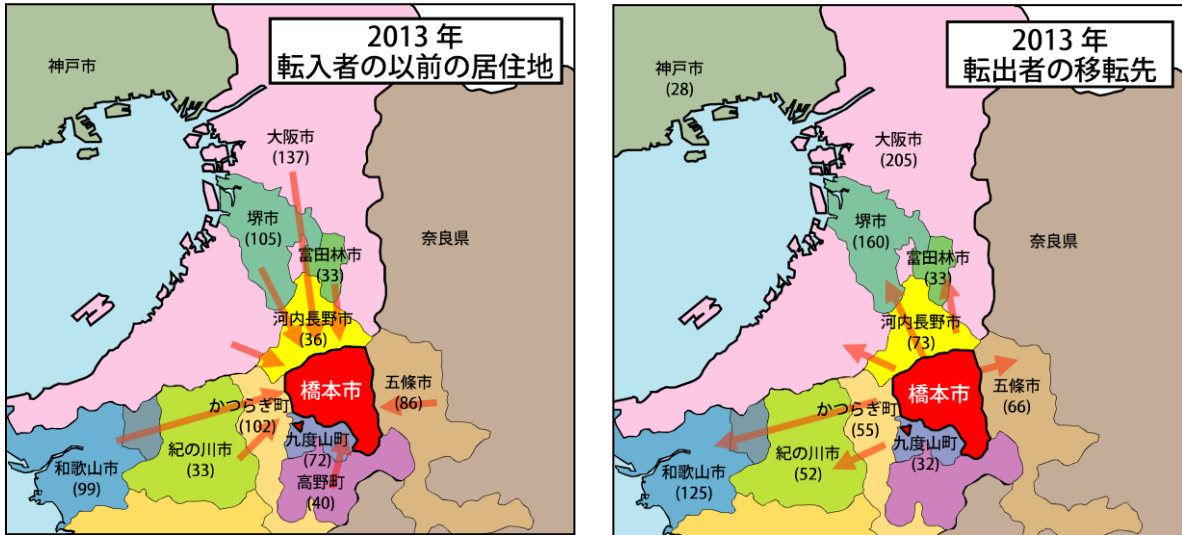 2013 年
転入者の以前の居住地
神戸市
大阪市
(137)
堺市
(105)
富田林市
(33)
奈良県
河内長野市
(36)
橋本市
五條市
(86)
かつらぎ町
(102)
九度山町
(72)
紀の川市
(33)
高野町
(40)
和歌山市
(99)
2013 年
転出者の移転先
神戸市
(28)
大阪市
(205)
堺市
(160)
富田林市
(33)
奈良県
河内長野市
(73)
橋本市
五條市
(66)
かつらぎ町
(55)
九度山町
(32)
紀の川市
(52)
和歌山市
(125)